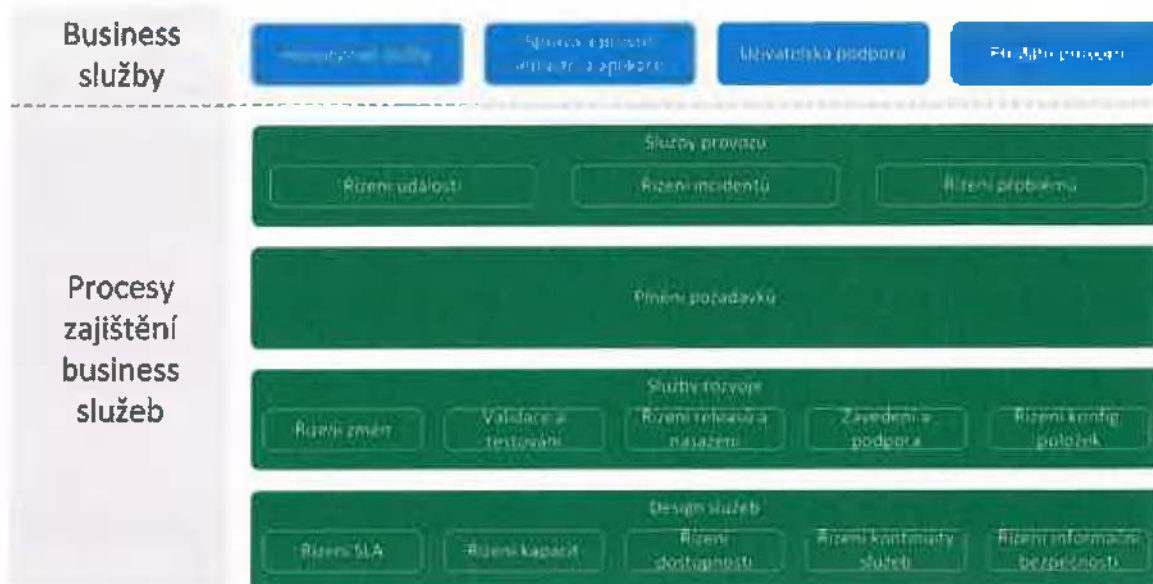 Business
služby
Uživatelská podpora
Procesy
zajištění
business
služeb
Služby provozu
Řízení událostí
Řízení incidentů
Řízení problémů
Plnění požadavků
Služby rozvoje
Řízení změn
Validace a
testování
Řízení releasů a
nasazení
Zavedení a
podpora
Řízení konfig.
položek
Design služeb
Řízení SLA
Řízení kapacit
Řízení
dostupnosti
Řízení kontinuity
služeb
Řízení informační
bezpečnosti